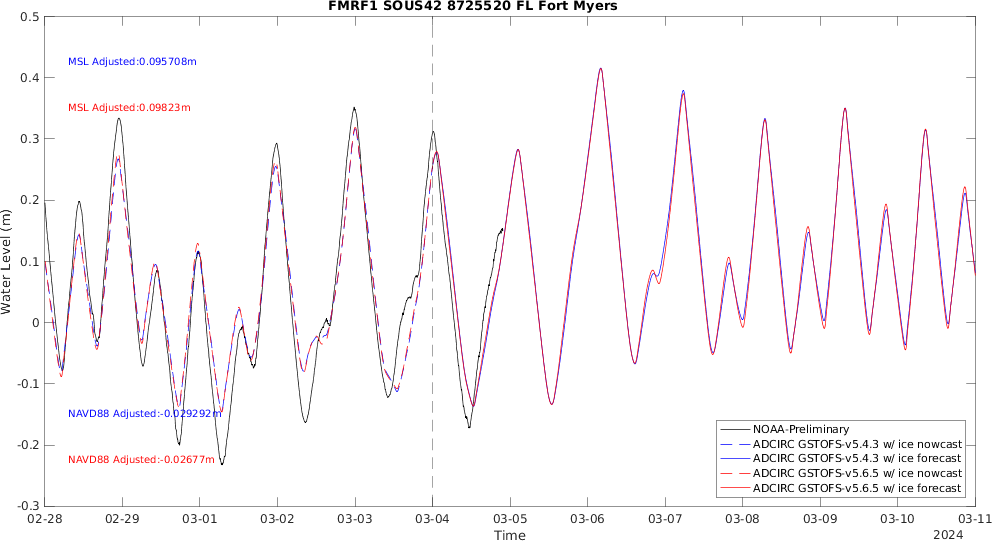 FMRF1 SOUS42 8725520 FL Fort Myers
Water Level (m)
0.5
0.4
0.3
0.2
0.1
0
-0.1
-0.2
-0.3
MSL Adjusted:0.095708m
MSL Adjusted:0.09823m
NAVD88 Adjusted:-0.029292m
NAVD88 Adjusted:-0.02677m
NOAA-Preliminary
ADCIRC GSTOFS-v5.4.3 w/ ice nowcast
ADCIRC GSTOFS-v5.4.3 w/ ice forecast
ADCIRC GSTOFS-v5.6.5 w/ ice nowcast
ADCIRC GSTOFS-v5.6.5 w/ ice forecast
02-28 02-29 03-01 03-02 03-03 03-04 03-05 03-06 03-07 03-08 03-09 03-10 03-11
Time
2024